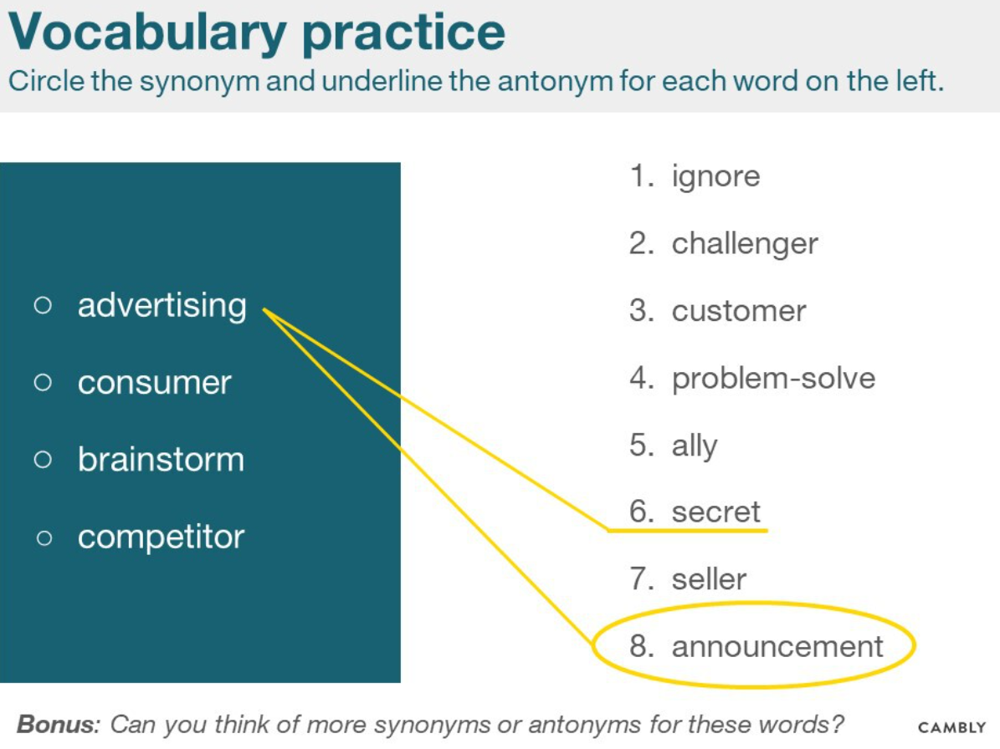 Vocabulary practice
Circle the synonym and underline the antonym for each word on the left.
○ advertising
○ consumer
○ brainstorm
○ competitor
1. ignore
2. challenger
3. customer
4. problem-solve
5. ally
6. secret
7. seller
8. announcement
Bonus: Can you think of more synonyms or antonyms for these words?
CAMBLY